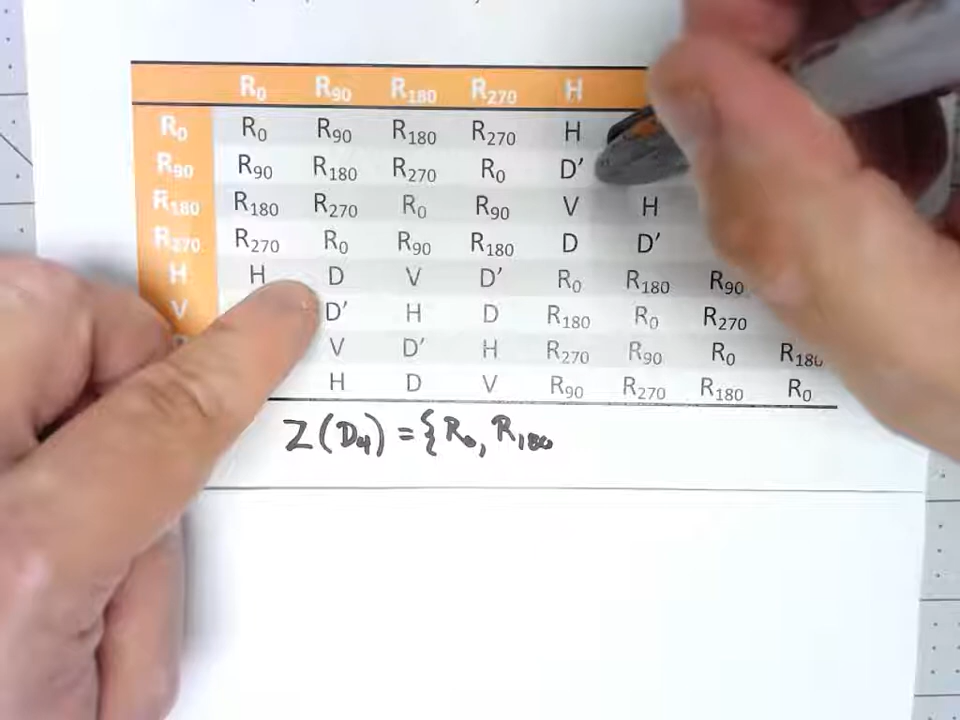 R₀ R₉₀ R₁₈₀ R₂₇₀ H
R₀ R₀ R₉₀ R₁₈₀ R₂₇₀ H
R₉₀ R₉₀ R₁₈₀ R₂₇₀ R₀ D′
R₁₈₀ R₁₈₀ R₂₇₀ R₀ R₉₀ V H
R₂₇₀ R₂₇₀ R₀ R₉₀ R₁₈₀ D D′
H H D V D′ R₀ R₁₈₀ R₉₀
V D′ H D R₁₈₀ R₀ R₂₇₀
V D′ H R₂₇₀ R₉₀ R₀ R₁₈₀
H D V R₉₀ R₂₇₀ R₁₈₀ R₀
Z(D₄) = {R₀, R₁₈₀